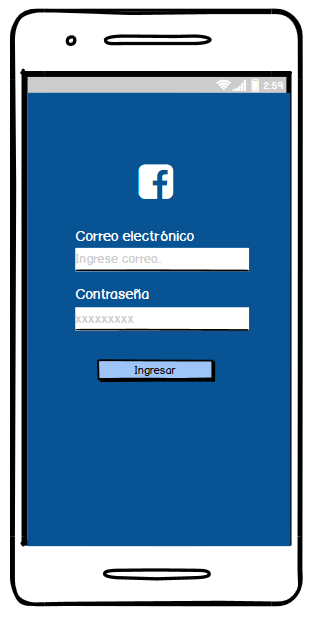 2:59
Correo electrónico
Ingrese correo..
Contraseña
xxxxxxxxx
Ingresar